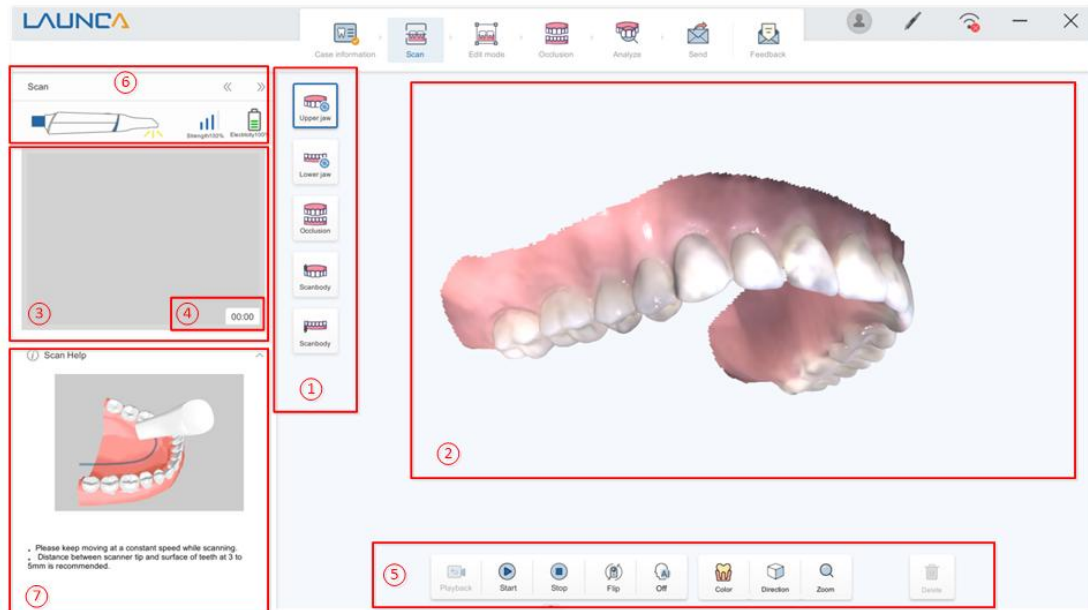 LAUNCA
Case information
Scan
Edit mode
Occlusion
Analyze
Send
Feedback
Scan
⑥
«
»
Strength100%
Electricity100%
③
④
00:00
Upper jaw
Lower jaw
Occlusion
Scanbody
Scanbody
①
②
Scan Help
Please keep moving at a constant speed while scanning.
Distance between scanner tip and surface of teeth at 3 to
5mm is recommended.
⑦
⑤
Playback
Start
Stop
Flip
Off
Color
Direction
Zoom
Delete